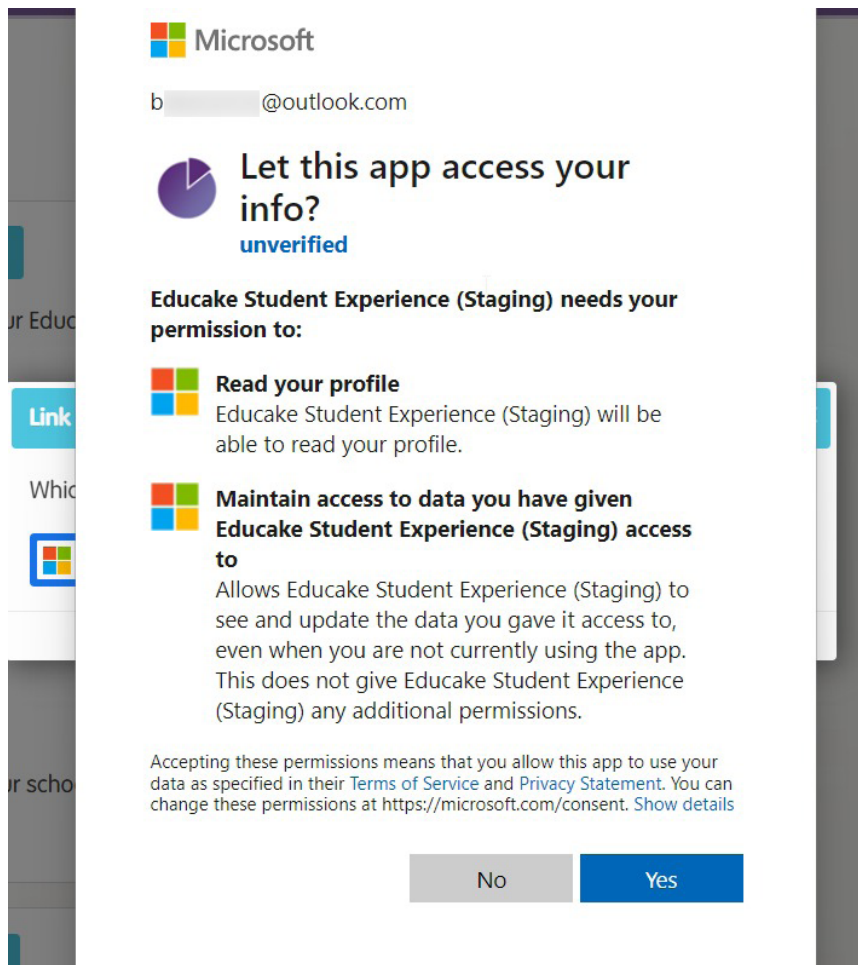 Microsoft
b @outlook.com
Let this app access your
info?
unverified
Educake Student Experience (Staging) needs your
permission to:
Read your profile
Educake Student Experience (Staging) will be
able to read your profile.
Maintain access to data you have given
Educake Student Experience (Staging) access
to
Allows Educake Student Experience (Staging) to
see and update the data you gave it access to,
even when you are not currently using the app.
This does not give Educake Student Experience
(Staging) any additional permissions.
Accepting these permissions means that you allow this app to use your
data as specified in their Terms of Service and Privacy Statement. You can
change these permissions at https://microsoft.com/consent. Show details
No Yes
ur Educ
Link
Whic
ur scho